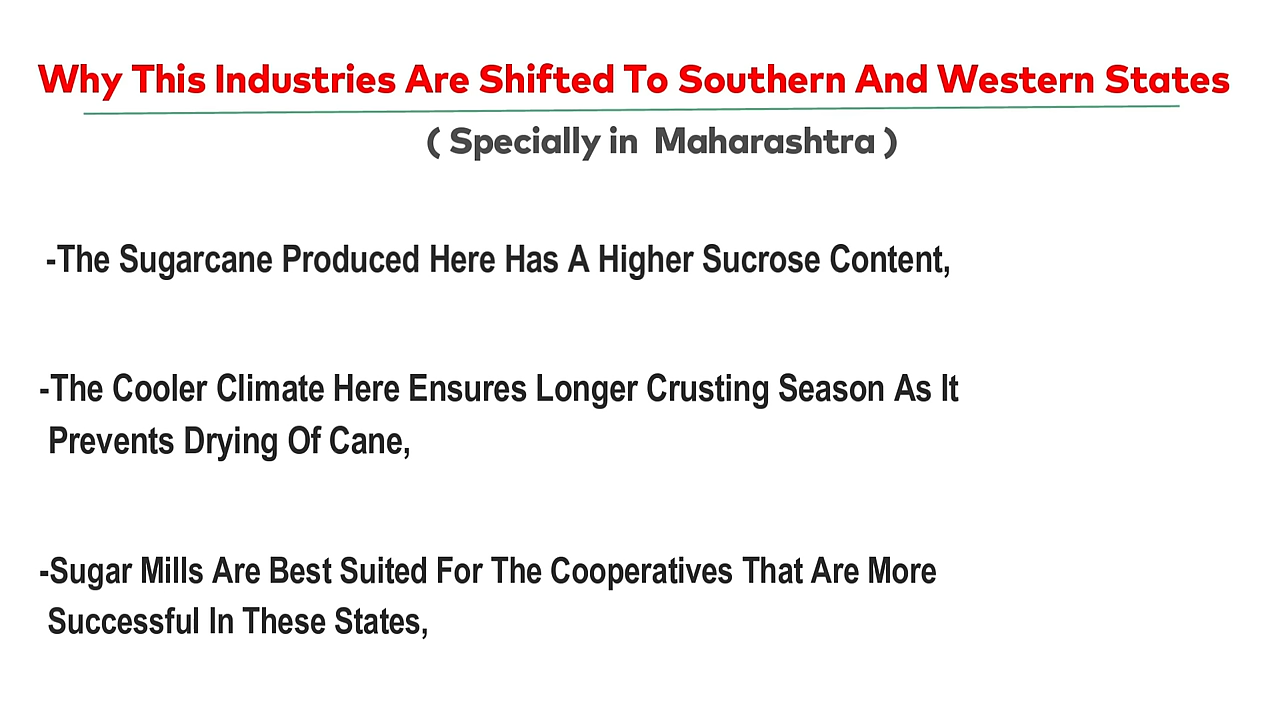 Why This Industries Are Shifted To Southern And Western States
( Specially in Maharashtra )
-The Sugarcane Produced Here Has A Higher Sucrose Content,
-The Cooler Climate Here Ensures Longer Crusting Season As It
Prevents Drying Of Cane,
-Sugar Mills Are Best Suited For The Cooperatives That Are More
Successful In These States,